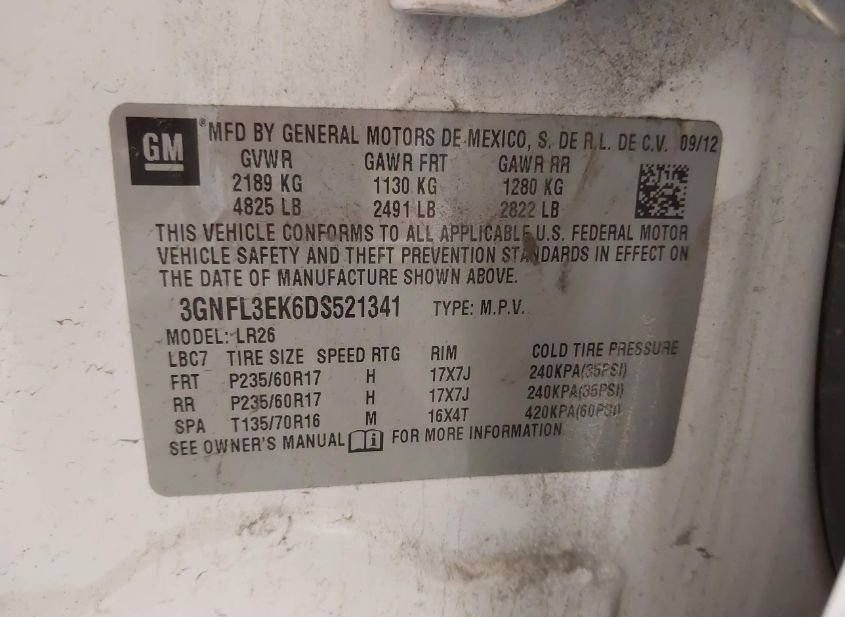 GM ® MFD BY GENERAL MOTORS DE MEXICO, S. DE R.L. DE C.V. 09/12
GVWR GAWR FRT GAWR RR
2189 KG 1130 KG 1280 KG
4825 LB 2491 LB 2822 LB
THIS VEHICLE CONFORMS TO ALL APPLICABLE U.S. FEDERAL MOTOR
VEHICLE SAFETY AND THEFT PREVENTION STANDARDS IN EFFECT ON
THE DATE OF MANUFACTURE SHOWN ABOVE.
3GNFL3EK6DS521341 TYPE: M.P.V.
MODEL: LR26
LBC7 TIRE SIZE SPEED RTG RIM COLD TIRE PRESSURE
FRT P235/60R17 H 17X7J 240KPA(35PSI)
RR P235/60R17 H 17X7J 240KPA(35PSI)
SPA T135/70R16 M 16X4T 420KPA(60PSI)
SEE OWNER'S MANUAL FOR MORE INFORMATION.